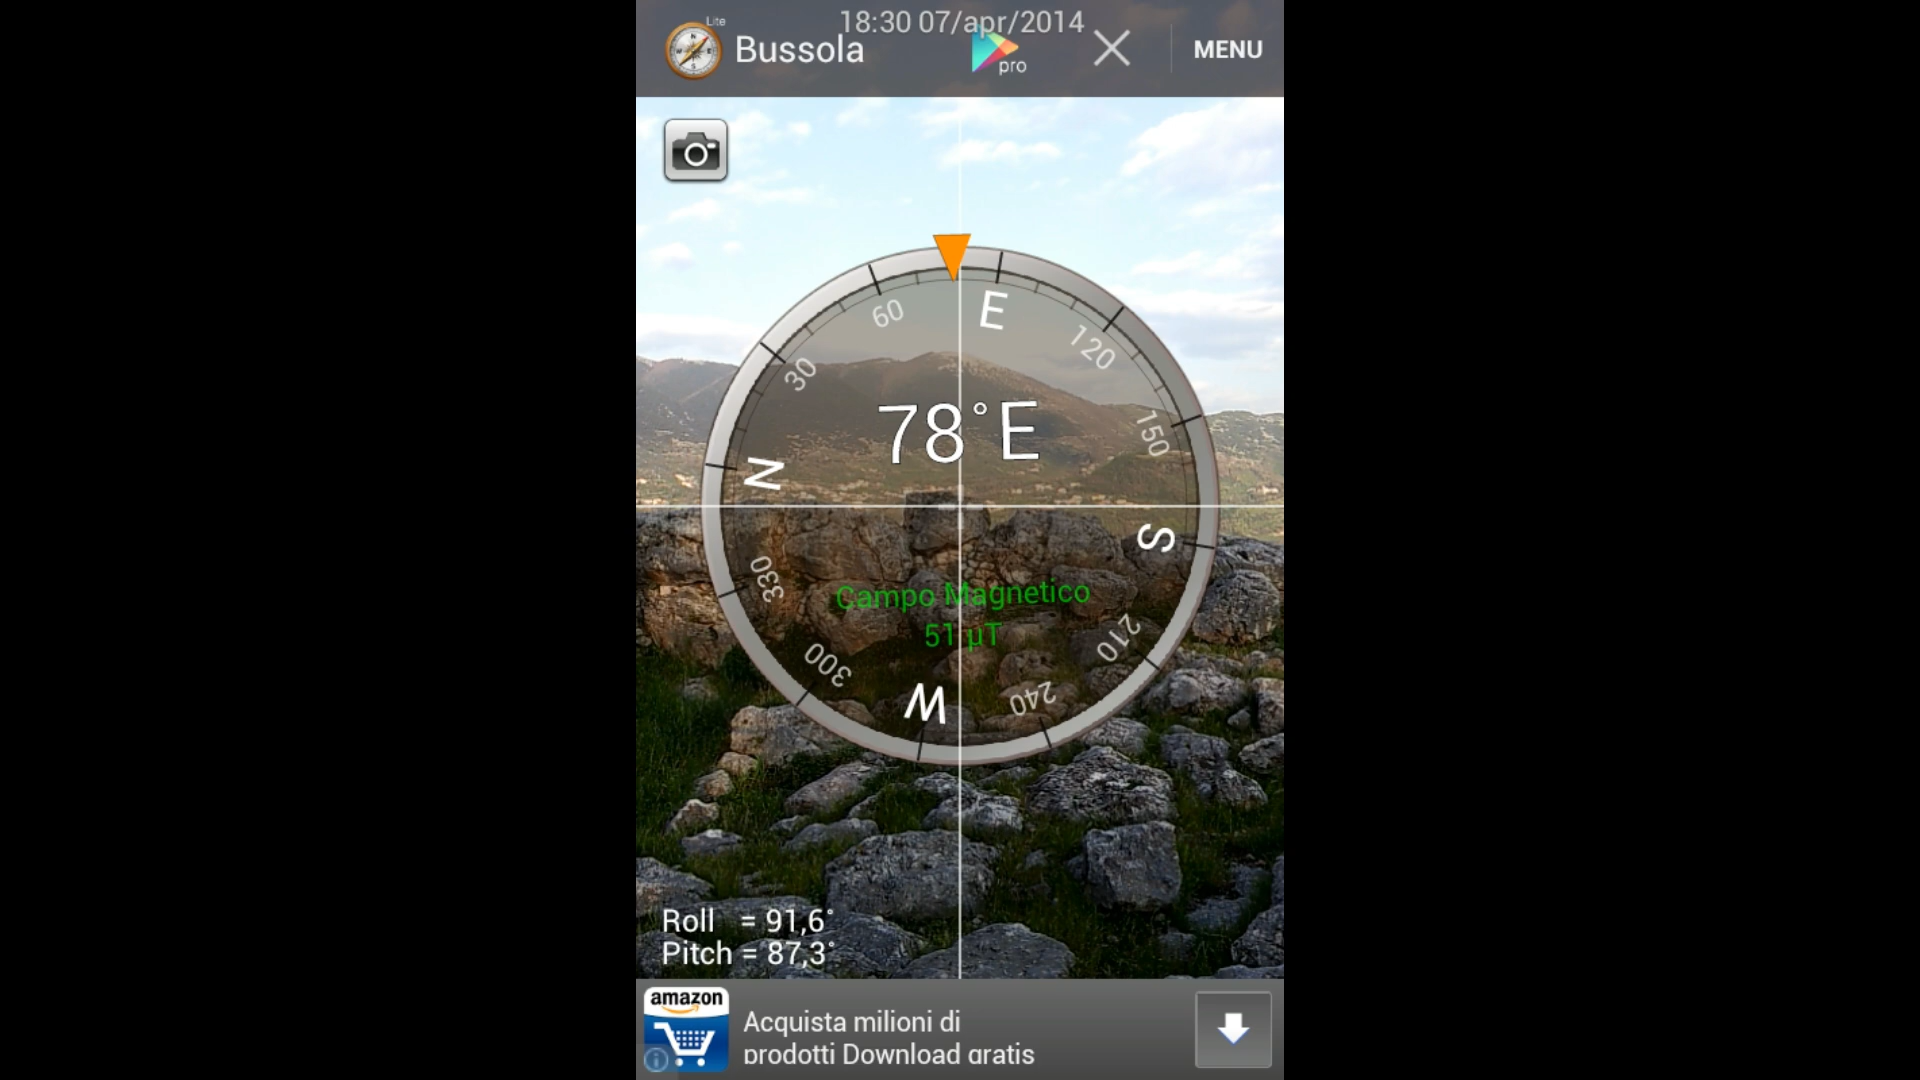 18:30 07/apr/2014
Lite
Bussola
pro
MENU
60
E
120
30
150
78°E
N
S
330
Campo Magnetico
51 µT
210
300
W
240
Roll = 91,6°
Pitch = 87,3°
amazon
Acquista milioni di
prodotti Download gratis